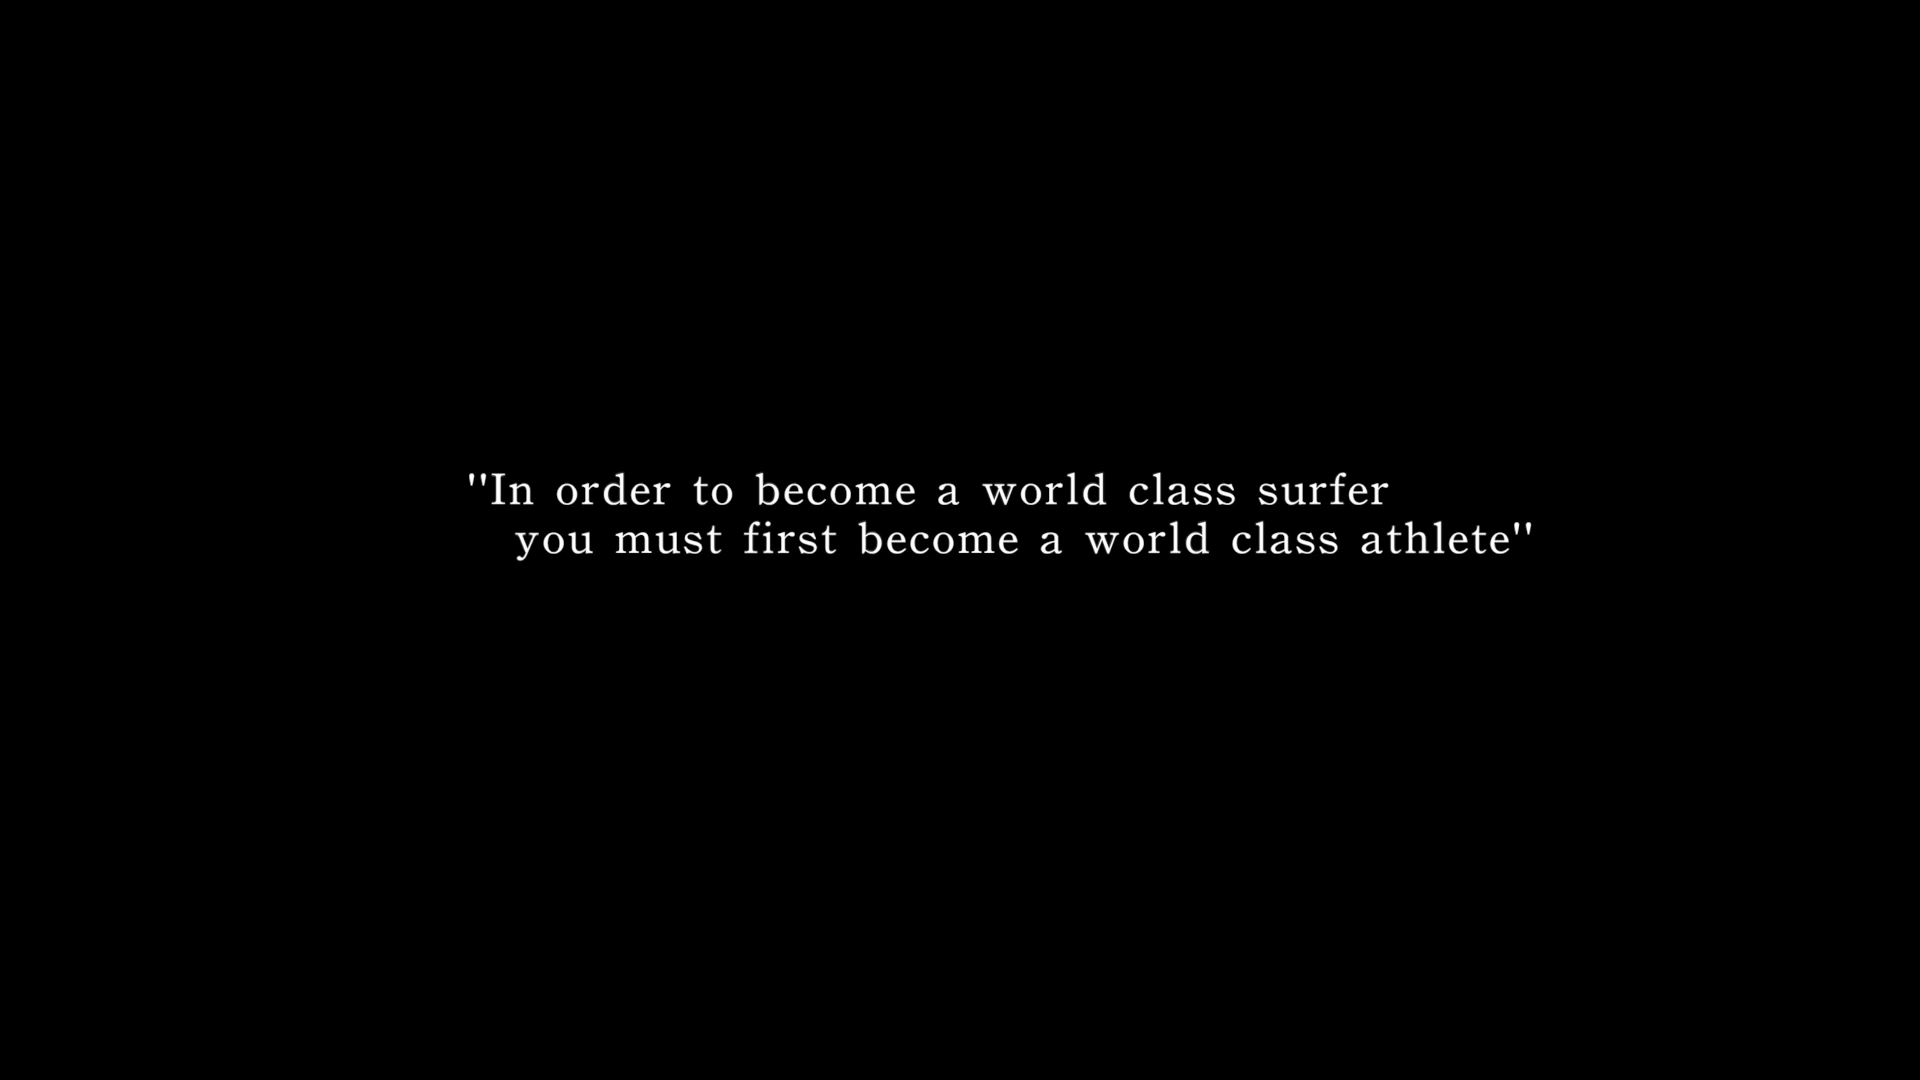 "In order to become a world class surfer
you must first become a world class athlete"